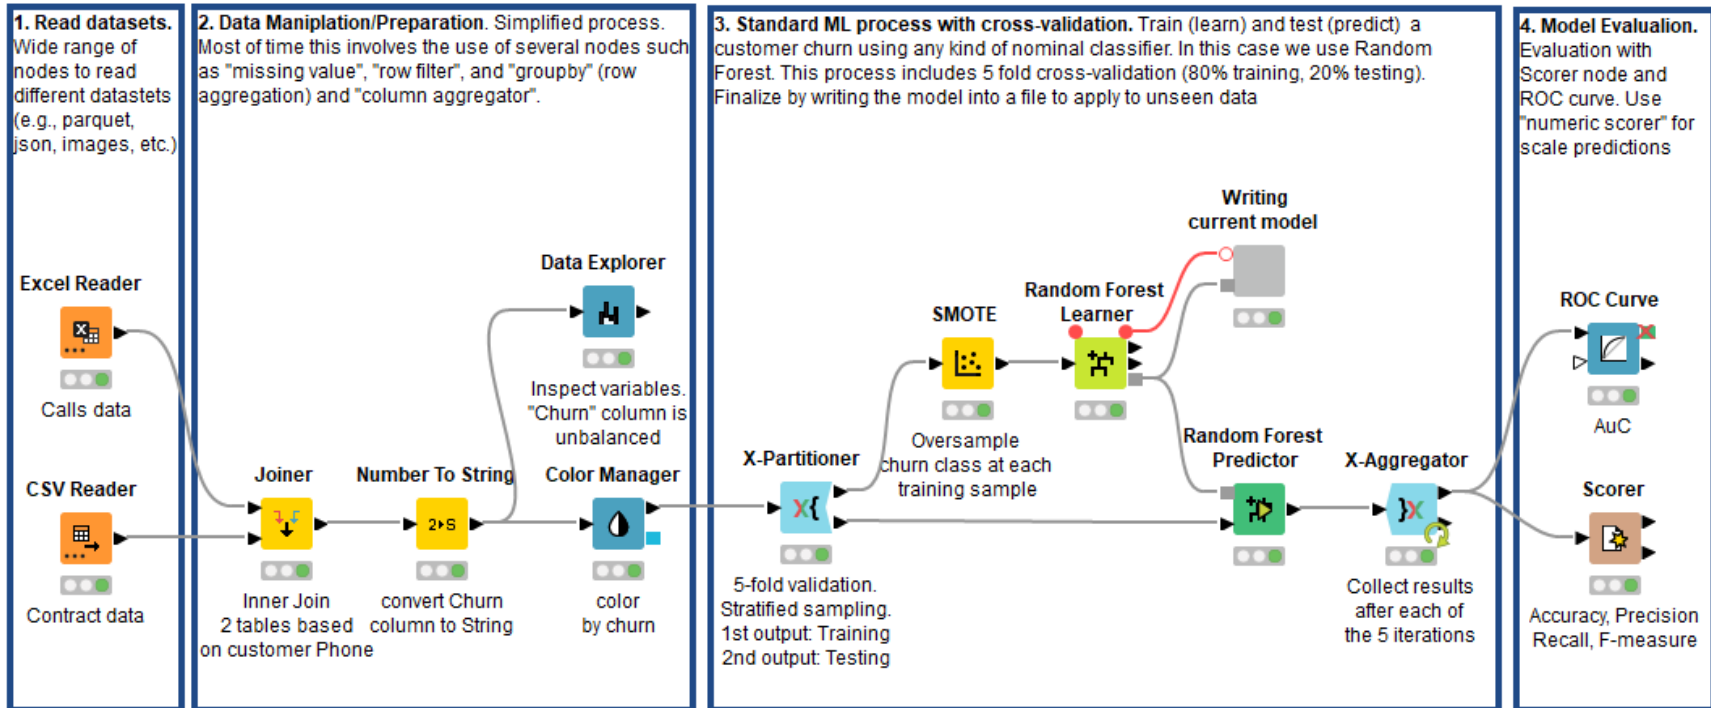 1. Read datasets.
Wide range of
nodes to read
different datastets
(e.g., parquet,
json, images, etc.)
Excel Reader
Calls data
CSV Reader
Contract data
2. Data Maniplation/Preparation. Simplified process.
Most of time this involves the use of several nodes such
as "missing value", "row filter", and "groupby" (row
aggregation) and "column aggregator".
Data Explorer
Inspect variables.
"Churn" column is
unbalanced
Joiner
Inner Join
2 tables based
on customer Phone
Number To String
2▸S
convert Churn
column to String
Color Manager
color
by churn
3. Standard ML process with cross-validation. Train (learn) and test (predict) a
customer churn using any kind of nominal classifier. In this case we use Random
Forest. This process includes 5 fold cross-validation (80% training, 20% testing).
Finalize by writing the model into a file to apply to unseen data
Writing
current model
Random Forest
Learner
SMOTE
Oversample
churn class at each
training sample
X-Partitioner
X{
5-fold validation.
Stratified sampling.
1st output: Training
2nd output: Testing
Random Forest
Predictor
X-Aggregator
}X
Collect results
after each of
the 5 iterations
4. Model Evalualion.
Evaluation with
Scorer node and
ROC curve. Use
"numeric scorer" for
scale predictions
ROC Curve
AuC
Scorer
Accuracy, Precision
Recall, F-measure